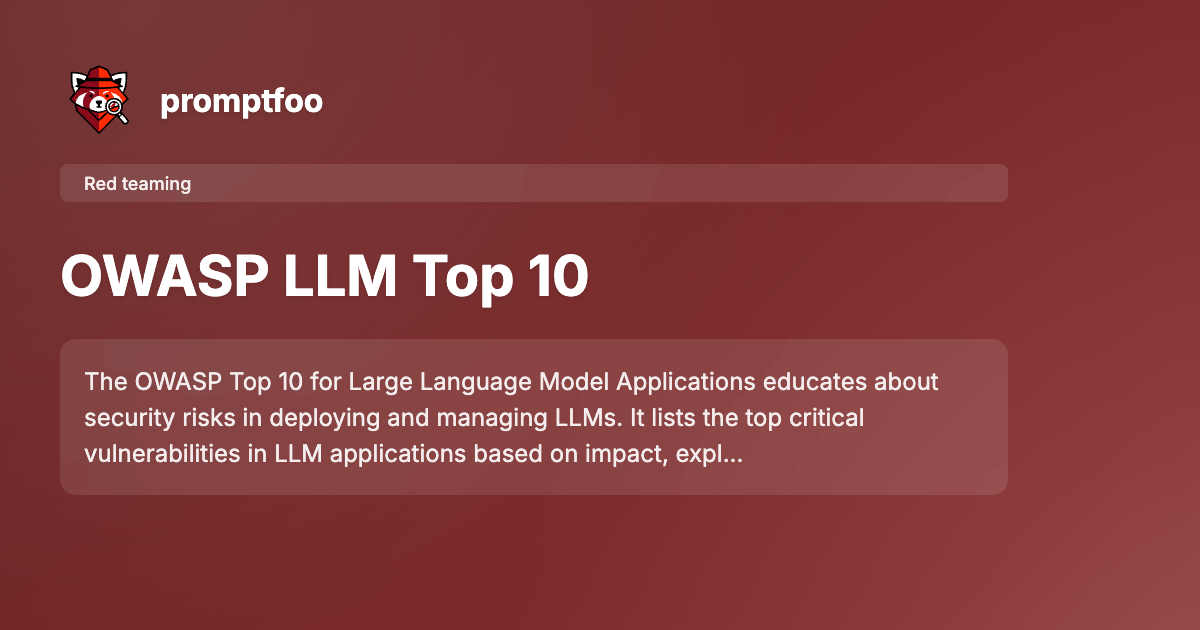 promptfoo
Red teaming
OWASP LLM Top 10
The OWASP Top 10 for Large Language Model Applications educates about
security risks in deploying and managing LLMs. It lists the top critical
vulnerabilities in LLM applications based on impact, expl...